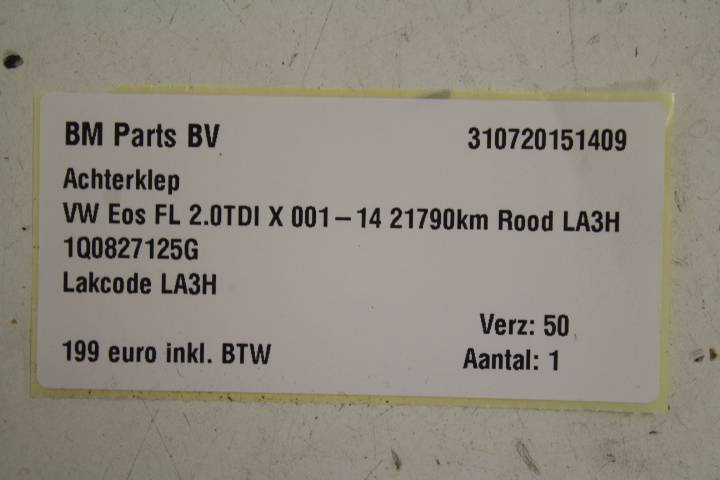 BM Parts BV 310720151409
Achterklep
VW Eos FL 2.0TDI X 001-14 21790km Rood LA3H
1Q0827125G
Lakcode LA3H
Verz: 50
199 euro inkl. BTW Aantal: 1